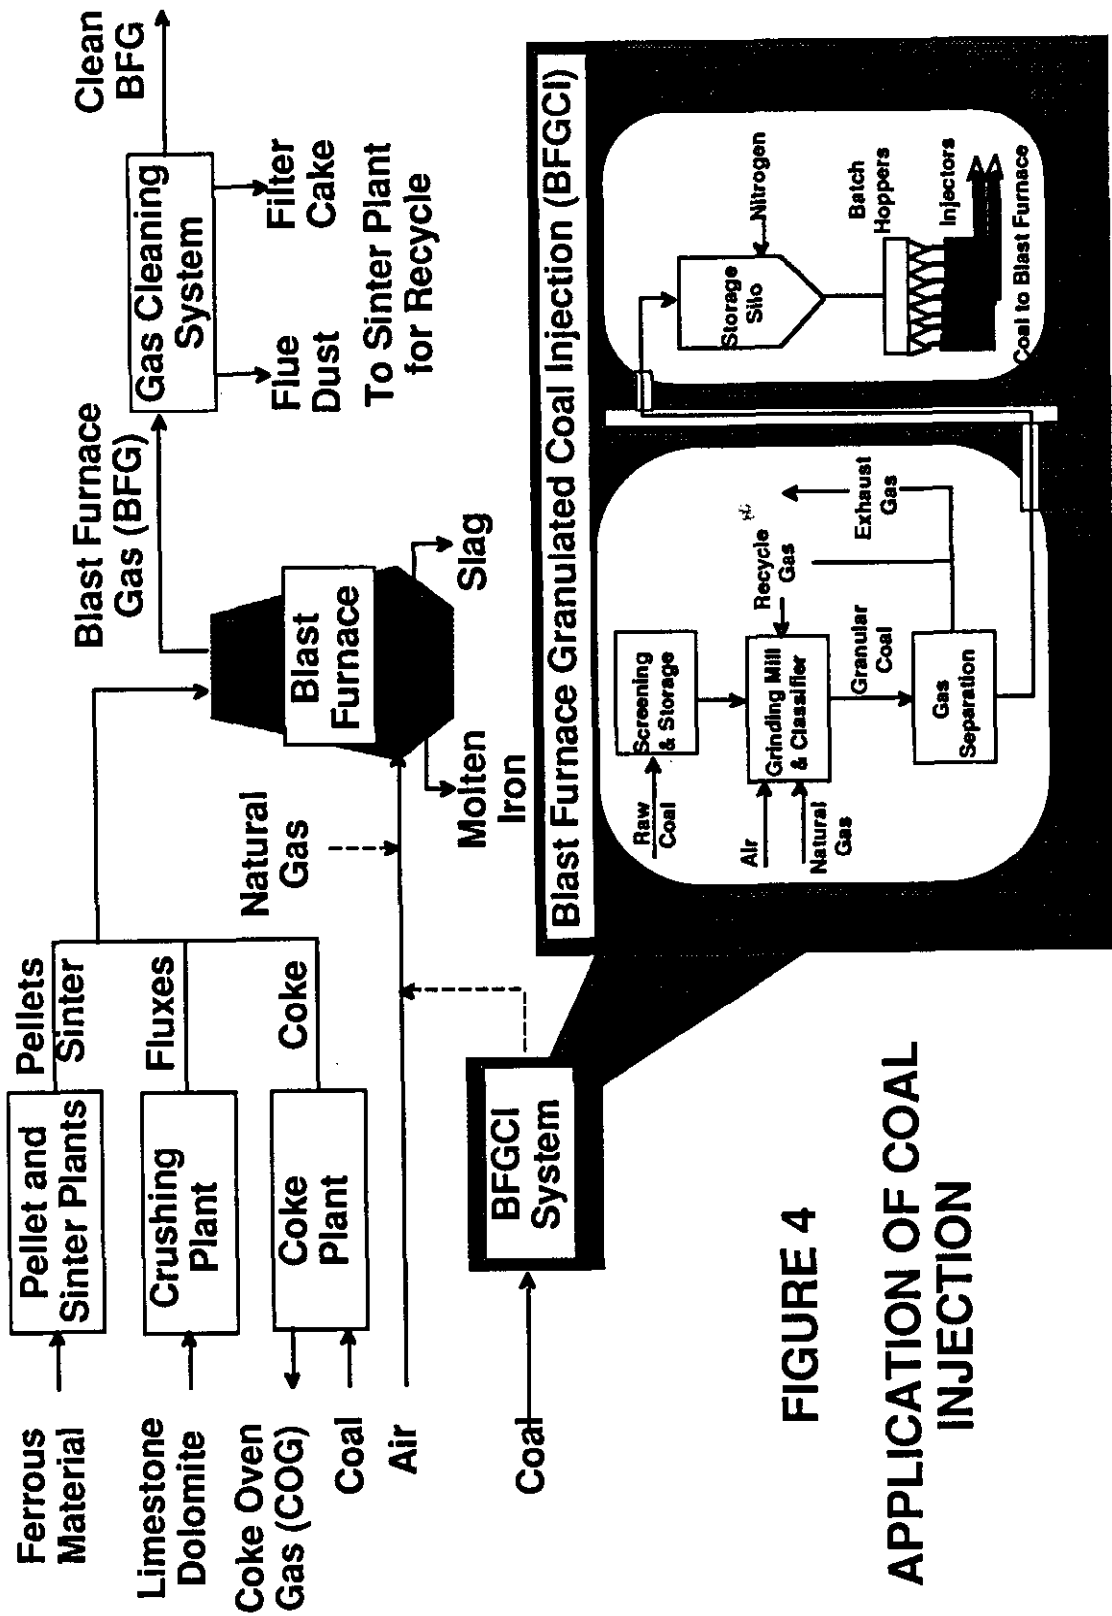 Ferrous
Material
Pellet and
Sinter Plants
Pellets
Sinter
Limestone
Dolomite
Crushing
Plant
Fluxes
Coke Oven
Gas (COG)
Coal
Coke
Plant
Coke
Air
Natural
Gas
Coal
BFGCI
System
Blast
Furnace
Molten
Iron
Slag
Blast Furnace
Gas (BFG)
Gas Cleaning
System
Clean
BFG
Flue
Dust
Filter
Cake
To Sinter Plant
for Recycle
Blast Furnace Granulated Coal Injection (BFGCI)
Raw
Coal
Screening
& Storage
Air
Natural
Gas
Grinding Mill
& Classifier
Recycle
Gas
Granular
Coal
Exhaust
Gas
Gas
Separation
Storage
Silo
Nitrogen
Batch
Hoppers
Injectors
Coal to Blast Furnace
FIGURE 4
APPLICATION OF COAL
INJECTION